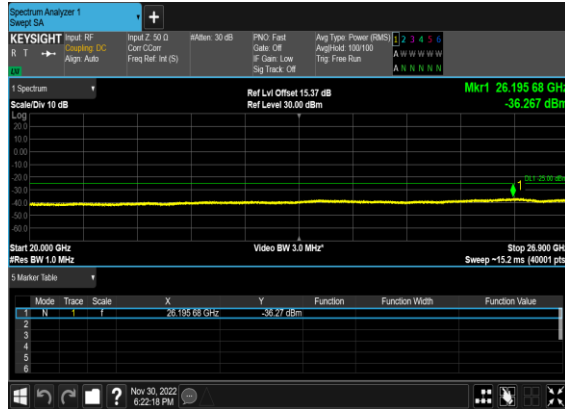 Spectrum Analyzer 1
Swept SA
+
KEYSIGHT Input: RF Input Z: 50 Ω #Atten: 30 dB PNO: Fast Avg Type: Power (RMS) 1 2 3 4 5 6
R T Coupling: DC Corr CCorr Gate: Off Avg|Hold: 100/100 A W W W W W
Align: Auto Freq Ref: Int (S) IF Gain: Low Trig: Free Run
Sig Track: Off A N N N N N
1 Spectrum Ref Lvl Offset 15.37 dB Mkr1 26.195 68 GHz
Scale/Div 10 dB Ref Level 30.00 dBm -36.267 dBm
Log
20.0
10.0
0.00
-10.0
-20.0
DL1 -25.00 dBm
-30.0
1
-40.0
-50.0
-60.0
Start 20.000 GHz Video BW 3.0 MHz* Stop 26.900 GHz
#Res BW 1.0 MHz Sweep ~15.2 ms (40001 pts)
5 Marker Table
Mode Trace Scale X Y Function Function Width Function Value
1 N 1 f 26.195 68 GHz -36.27 dBm
2
3
4
5
6
? Nov 30, 2022
6:22:18 PM